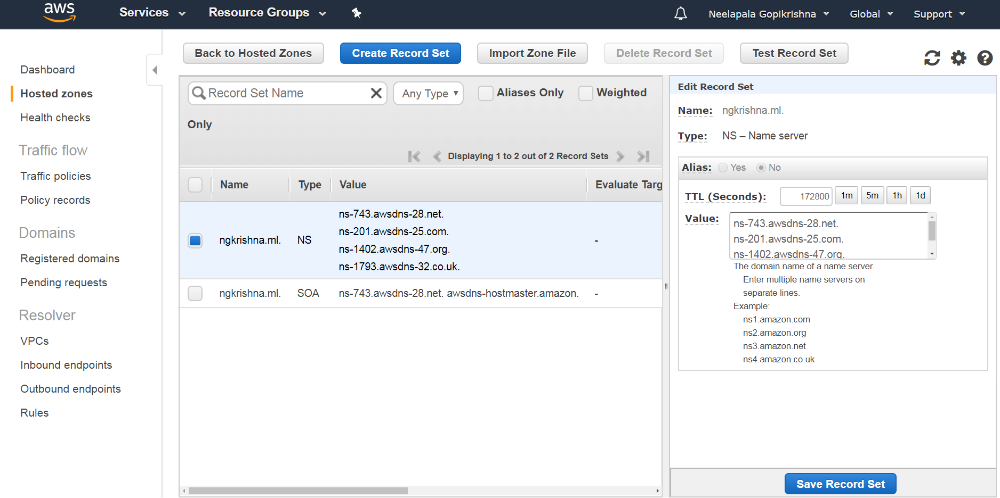 aws
Services
Resource Groups
Neelapala Gopikrishna
Global
Support
Dashboard
Hosted zones
Health checks
Traffic flow
Traffic policies
Policy records
Domains
Registered domains
Pending requests
Resolver
VPCs
Inbound endpoints
Outbound endpoints
Rules
Back to Hosted Zones
Create Record Set
Import Zone File
Delete Record Set
Test Record Set
Record Set Name
Any Type
Aliases Only
Weighted
Only
Displaying 1 to 2 out of 2 Record Sets
Name Type Value Evaluate Targ
ngkrishna.ml. NS
ns-743.awsdns-28.net.
ns-201.awsdns-25.com.
ns-1402.awsdns-47.org.
ns-1793.awsdns-32.co.uk.
-
ngkrishna.ml. SOA ns-743.awsdns-28.net. awsdns-hostmaster.amazon. -
Edit Record Set
Name: ngkrishna.ml.
Type: NS – Name server
Alias: Yes No
TTL (Seconds): 172800 1m 5m 1h 1d
Value:
ns-743.awsdns-28.net.
ns-201.awsdns-25.com.
ns-1402.awsdns-47.org.
The domain name of a name server.
Enter multiple name servers on
separate lines.
Example:
ns1.amazon.com
ns2.amazon.org
ns3.amazon.net
ns4.amazon.co.uk
Save Record Set